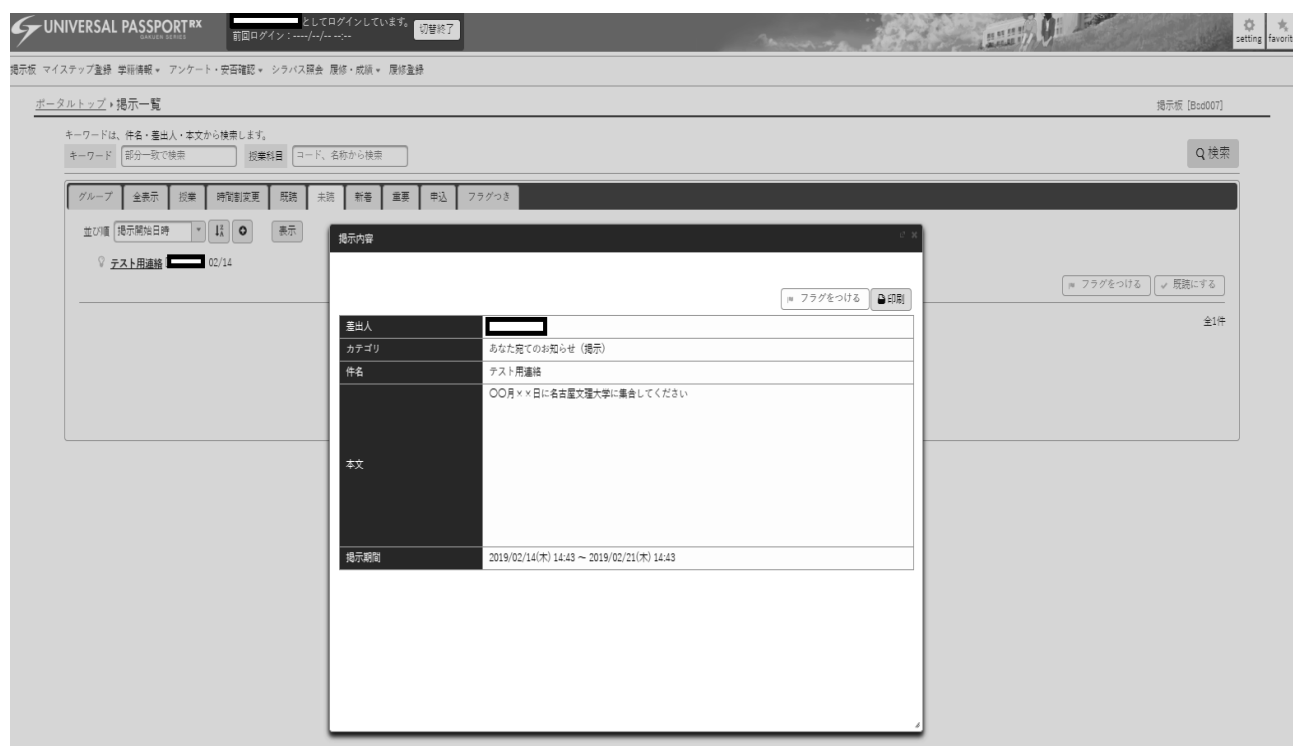 UNIVERSAL PASSPORT RX
GAKUEN SERIES
としてログインしています。
前回ログイン : ----/--/-- --:--
切替終了
setting
favorit
掲示板 マイステップ登録 学籍情報 アンケート・安否確認 シラバス照会 履修・成績 履修登録
ポータルトップ 掲示一覧
掲示板 [Bsd007]
キーワードは、件名・差出人・本文から検索します。
キーワード 部分一致で検索 授業科目 コード、名称から検索
検索
グループ 全表示 授業 時間割変更 既読 未読 新着 重要 申込 フラグつき
並び順 掲示開始日時 表示
テスト用連絡 02/14
フラグをつける 既読にする
全1件
掲示内容
フラグをつける 印刷
差出人
カテゴリ あなた宛てのお知らせ（掲示）
件名 テスト用連絡
本文 〇〇月××日に名古屋文理大学に集合してください
掲示期間 2019/02/14(木) 14:43 ～ 2019/02/21(木) 14:43